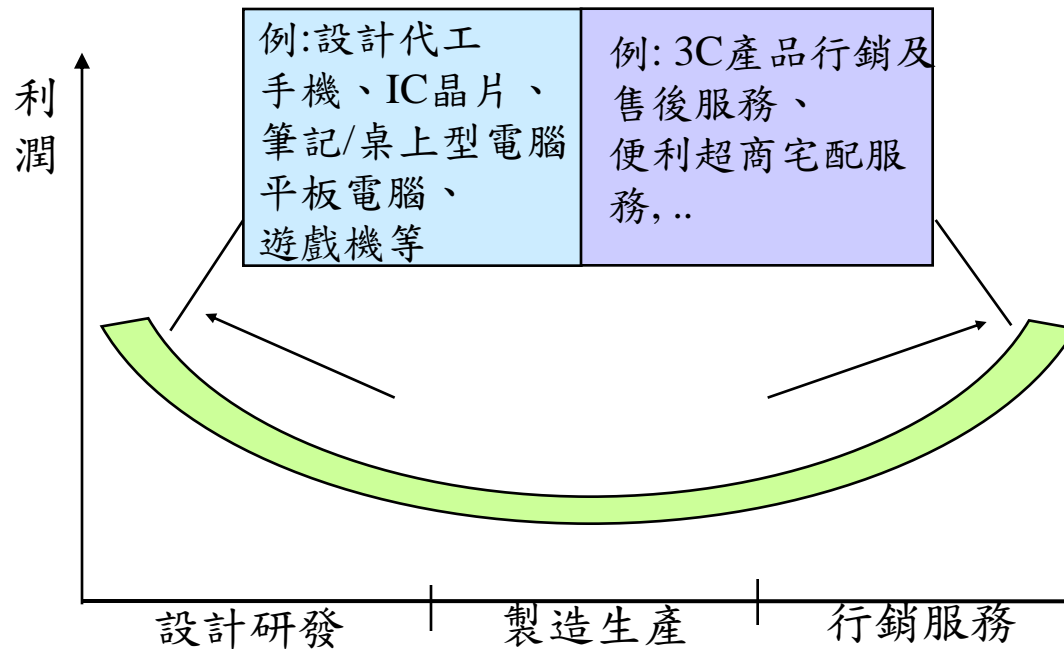 利
潤
例:設計代工
手機、IC晶片、
筆記/桌上型電腦
平板電腦、
遊戲機等
例: 3C產品行銷及
售後服務、
便利超商宅配服
務, ..
設計研發
製造生產
行銷服務